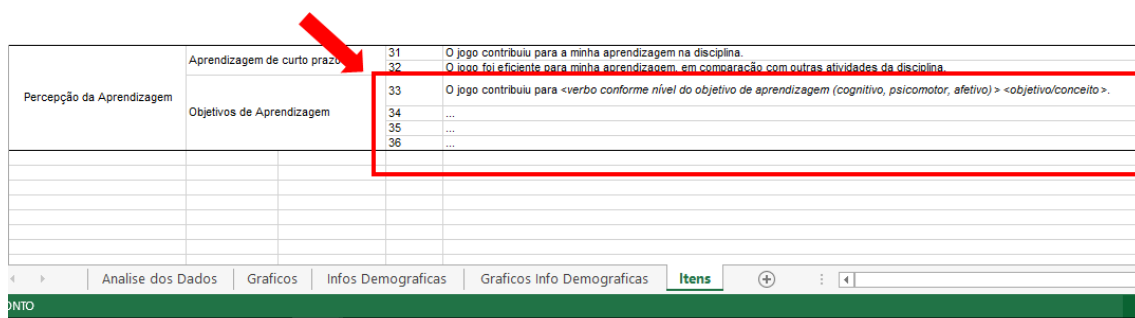 Percepção da Aprendizagem
Aprendizagem de curto prazo
31 O jogo contribuiu para a minha aprendizagem na disciplina.
32 O jogo foi eficiente para minha aprendizagem, em comparação com outras atividades da disciplina.
Objetivos de Aprendizagem
33 O jogo contribuiu para <verbo conforme nível do objetivo de aprendizagem (cognitivo, psicomotor, afetivo) > <objetivo/conceito >.
34 ...
35 ...
36 ...
Analise dos Dados Graficos Infos Demograficas Graficos Info Demograficas Itens